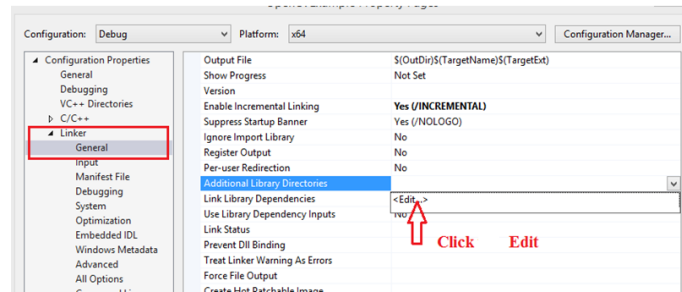 Configuration: Debug Platform: x64 Configuration Manager...
Configuration Properties
General
Debugging
VC++ Directories
C/C++
Linker
General
Input
Manifest File
Debugging
System
Optimization
Embedded IDL
Windows Metadata
Advanced
All Options
Output File $(OutDir)$(TargetName)$(TargetExt)
Show Progress Not Set
Version
Enable Incremental Linking Yes (/INCREMENTAL)
Suppress Startup Banner Yes (/NOLOGO)
Ignore Import Library No
Register Output No
Per-user Redirection No
Additional Library Directories
Link Library Dependencies <Edit...>
Use Library Dependency Inputs No
Link Status
Prevent Dll Binding
Treat Linker Warning As Errors
Force File Output
Create Hot Patchable Image
Click Edit